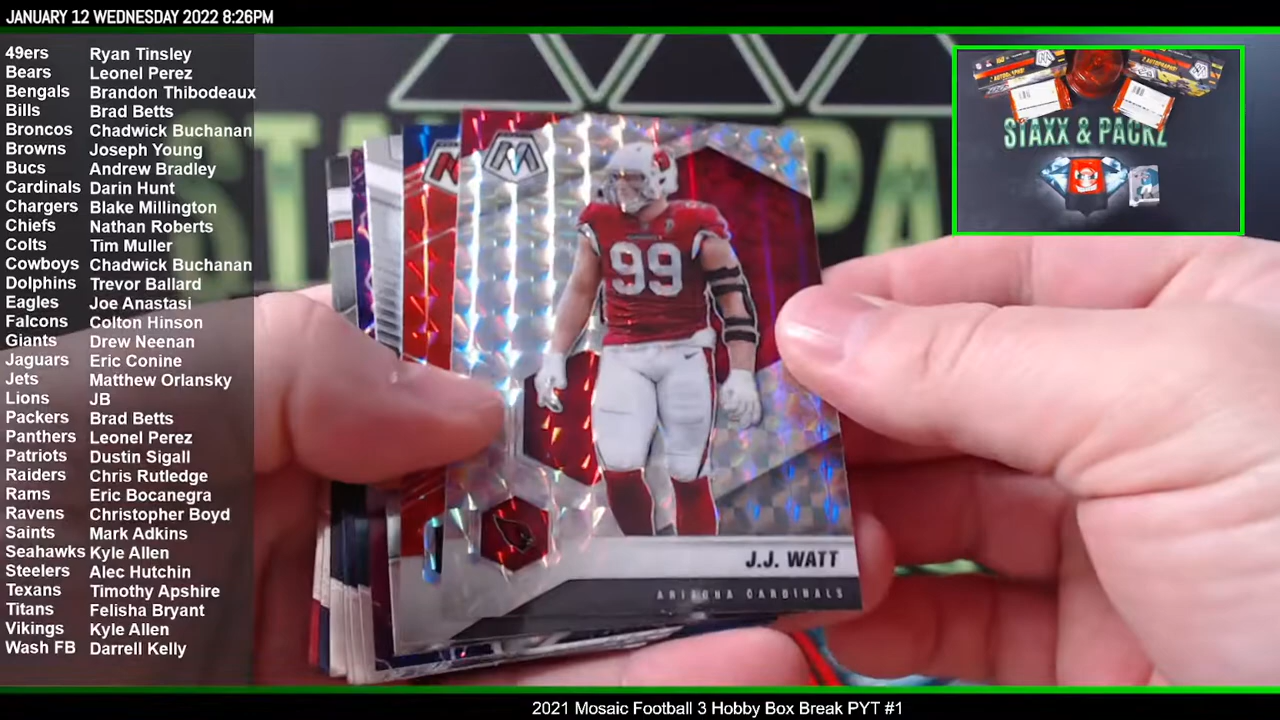 JANUARY 12 WEDNESDAY 2022 8:26PM
49ers Ryan Tinsley
Bears Leonel Perez
Bengals Brandon Thibodeaux
Bills Brad Betts
Broncos Chadwick Buchanan
Browns Joseph Young
Bucs Andrew Bradley
Cardinals Darin Hunt
Chargers Blake Millington
Chiefs Nathan Roberts
Colts Tim Muller
Cowboys Chadwick Buchanan
Dolphins Trevor Ballard
Eagles Joe Anastasi
Falcons Colton Hinson
Giants Drew Neenan
Jaguars Eric Conine
Jets Matthew Orlansky
Lions JB
Packers Brad Betts
Panthers Leonel Perez
Patriots Dustin Sigall
Raiders Chris Rutledge
Rams Eric Bocanegra
Ravens Christopher Boyd
Saints Mark Adkins
Seahawks Kyle Allen
Steelers Alec Hutchin
Texans Timothy Apshire
Titans Felisha Bryant
Vikings Kyle Allen
Wash FB Darrell Kelly
STAXX & PACKZ
99
J.J. WATT
ARIZONA CARDINALS
2021 Mosaic Football 3 Hobby Box Break PYT #1